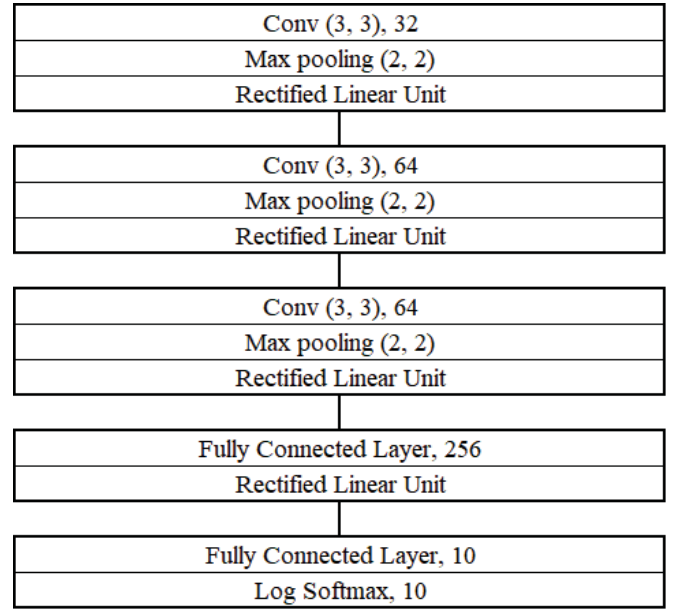 Conv (3, 3), 32
Max pooling (2, 2)
Rectified Linear Unit
Conv (3, 3), 64
Max pooling (2, 2)
Rectified Linear Unit
Conv (3, 3), 64
Max pooling (2, 2)
Rectified Linear Unit
Fully Connected Layer, 256
Rectified Linear Unit
Fully Connected Layer, 10
Log Softmax, 10